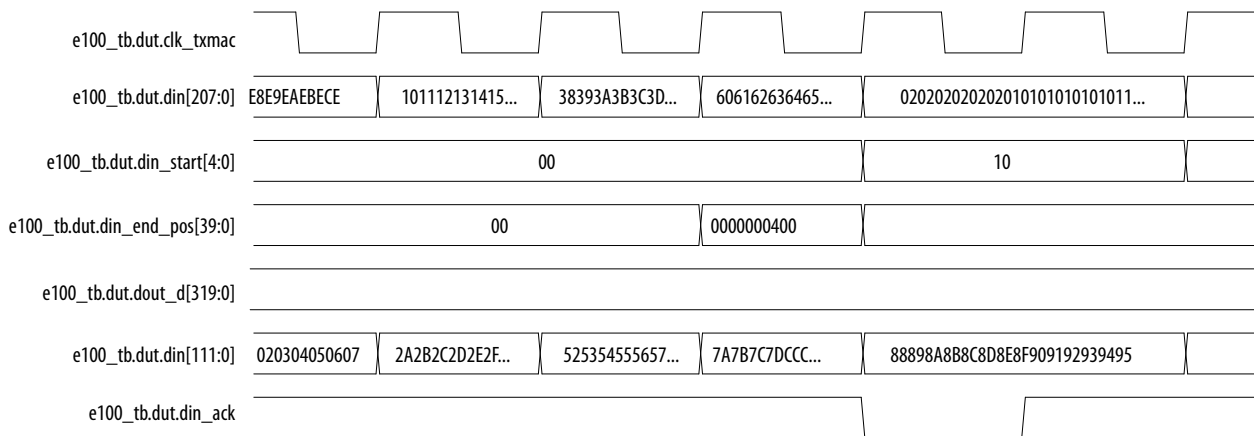 e100_tb.dut.clk_txmac
e100_tb.dut.din[207:0] E8E9EAEBECE 101112131415... 38393A3B3C3D... 606162636465... 020202020202010101010101011...
e100_tb.dut.din_start[4:0] 00 10
e100_tb.dut.din_end_pos[39:0] 00 0000000400
e100_tb.dut.dout_d[319:0]
e100_tb.dut.din[111:0] 020304050607 2A2B2C2D2E2F... 525354555657... 7A7B7C7DCCC... 88898A8B8C8D8E8F909192939495
e100_tb.dut.din_ack